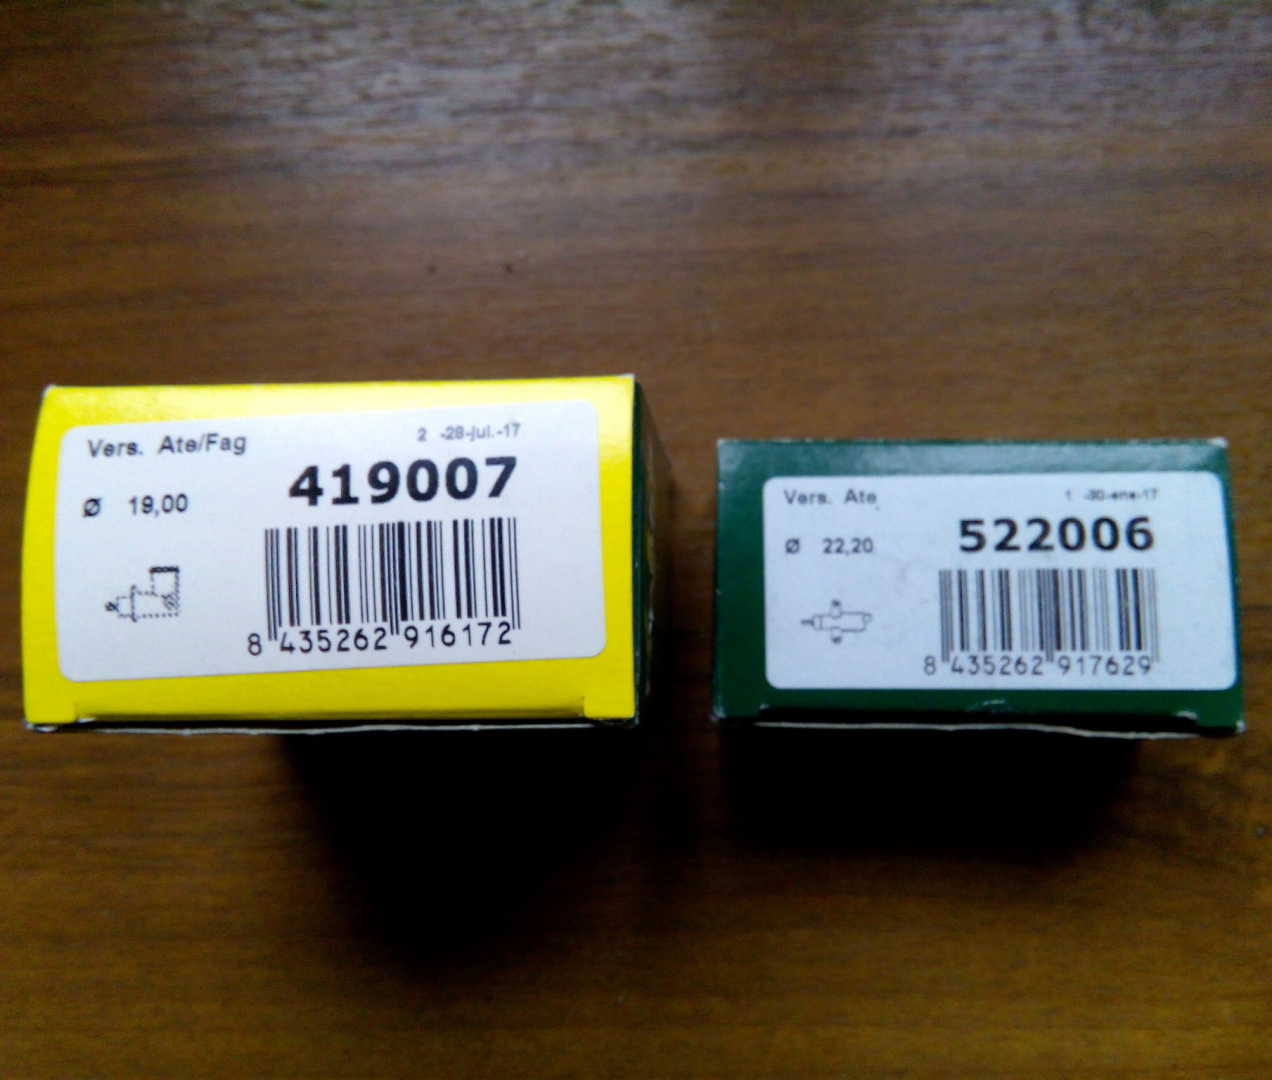 Vers. Ate/Fag
2 -28-jul.-17
419007
Ø 19,00
8 435262 916172
Vers. Ate
1 -30-ene-17
522006
Ø 22,20
8 435262 917629